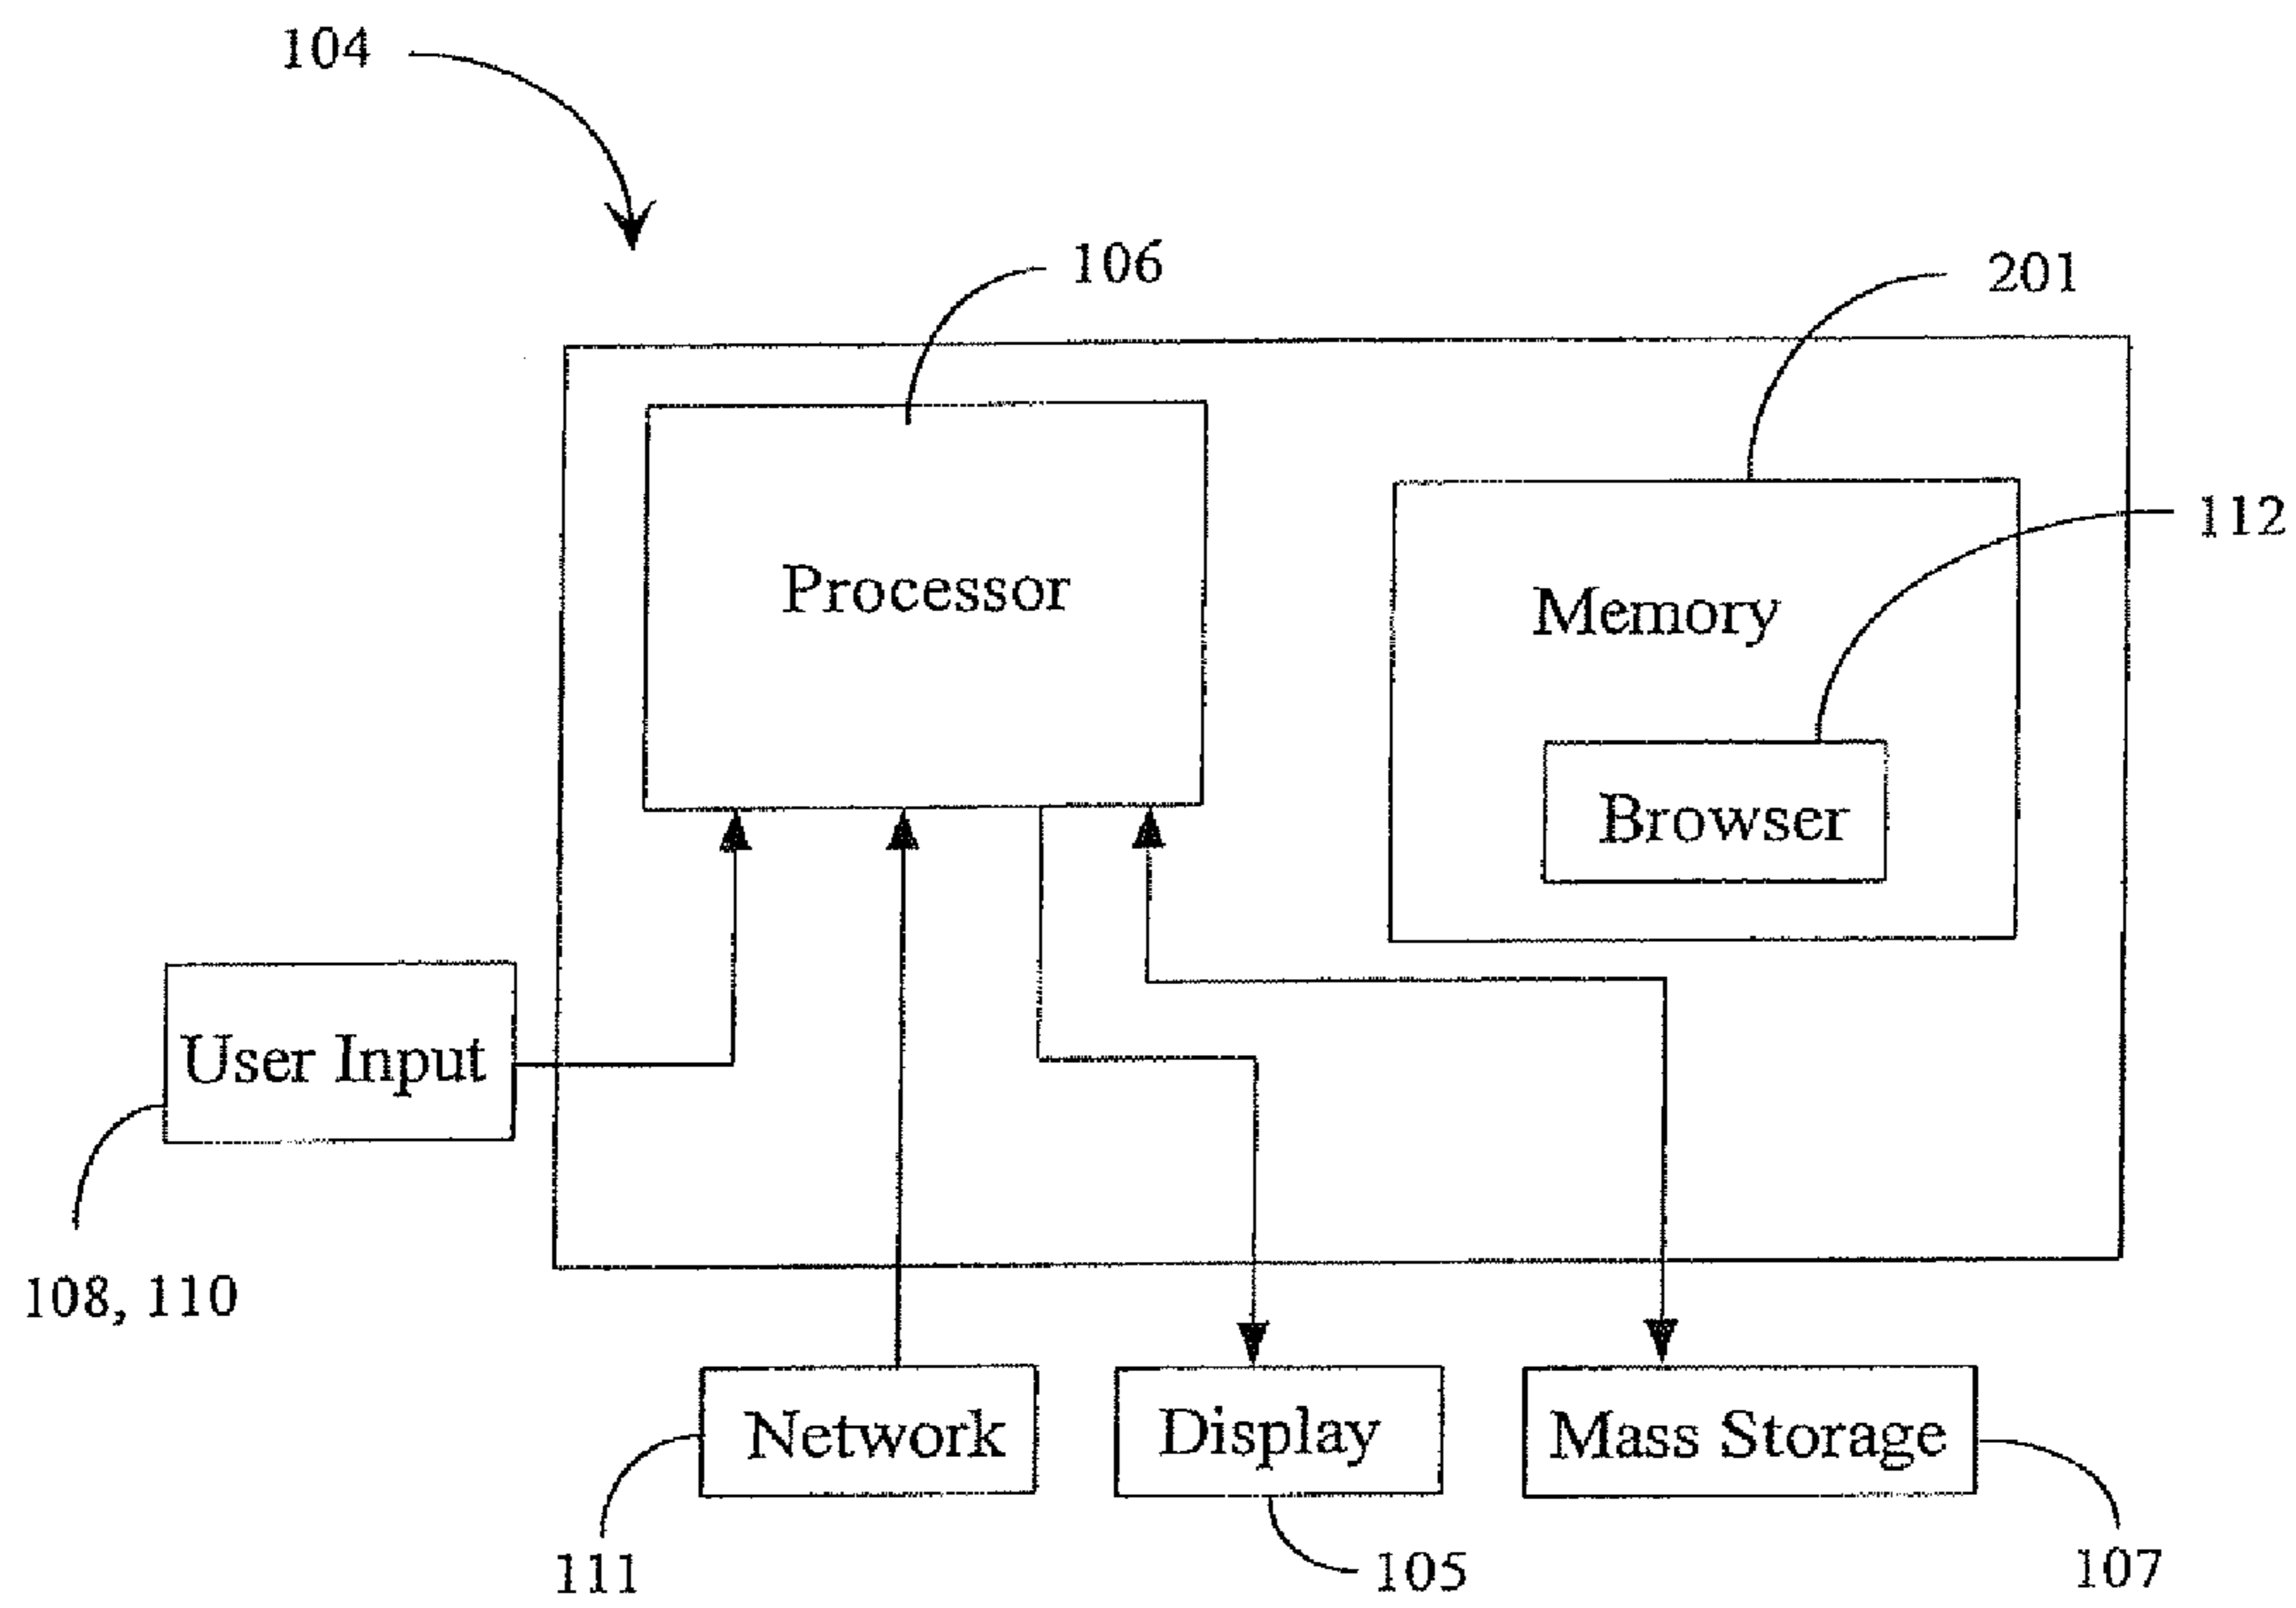 104
106
201
112
Processor
Memory
Browser
User Input
108, 110
Network
Display
Mass Storage
111
105
107